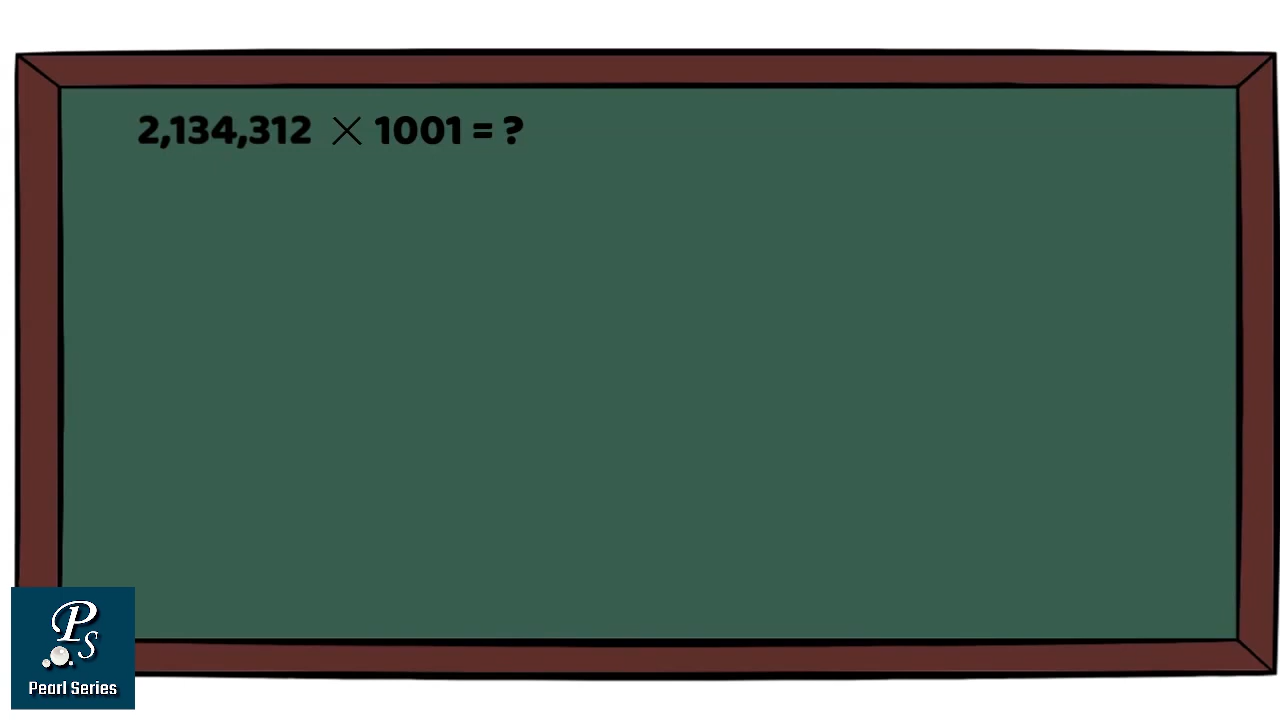 2,134,312 × 1001 = ?
PS
Pearl Series